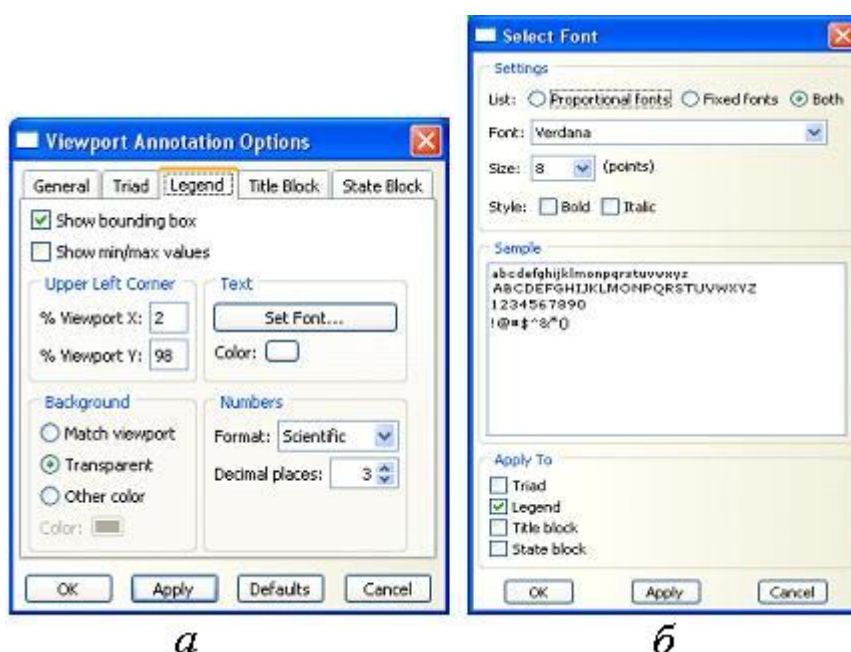 Viewport Annotation Options
General Triad Legend Title Block State Block
Show bounding box
Show min/max values
Upper Left Corner
% Viewport X: 2
% Viewport Y: 98
Text
Set Font...
Color:
Background
Match viewport
Transparent
Other color
Color:
Numbers
Format: Scientific
Decimal places: 3
OK Apply Defaults Cancel
а
Select Font
Settings
List: Proportional fonts Fixed fonts Both
Font: Verdana
Size: 8 (points)
Style: Bold Italic
Sample
abcdefghijklmonpqrstuvwxyz
ABCDEFGHIJKLMONPQRSTUVWXYZ
1234567890
!@#$^&*()
Apply To
Triad
Legend
Title block
State block
OK Apply Cancel
б